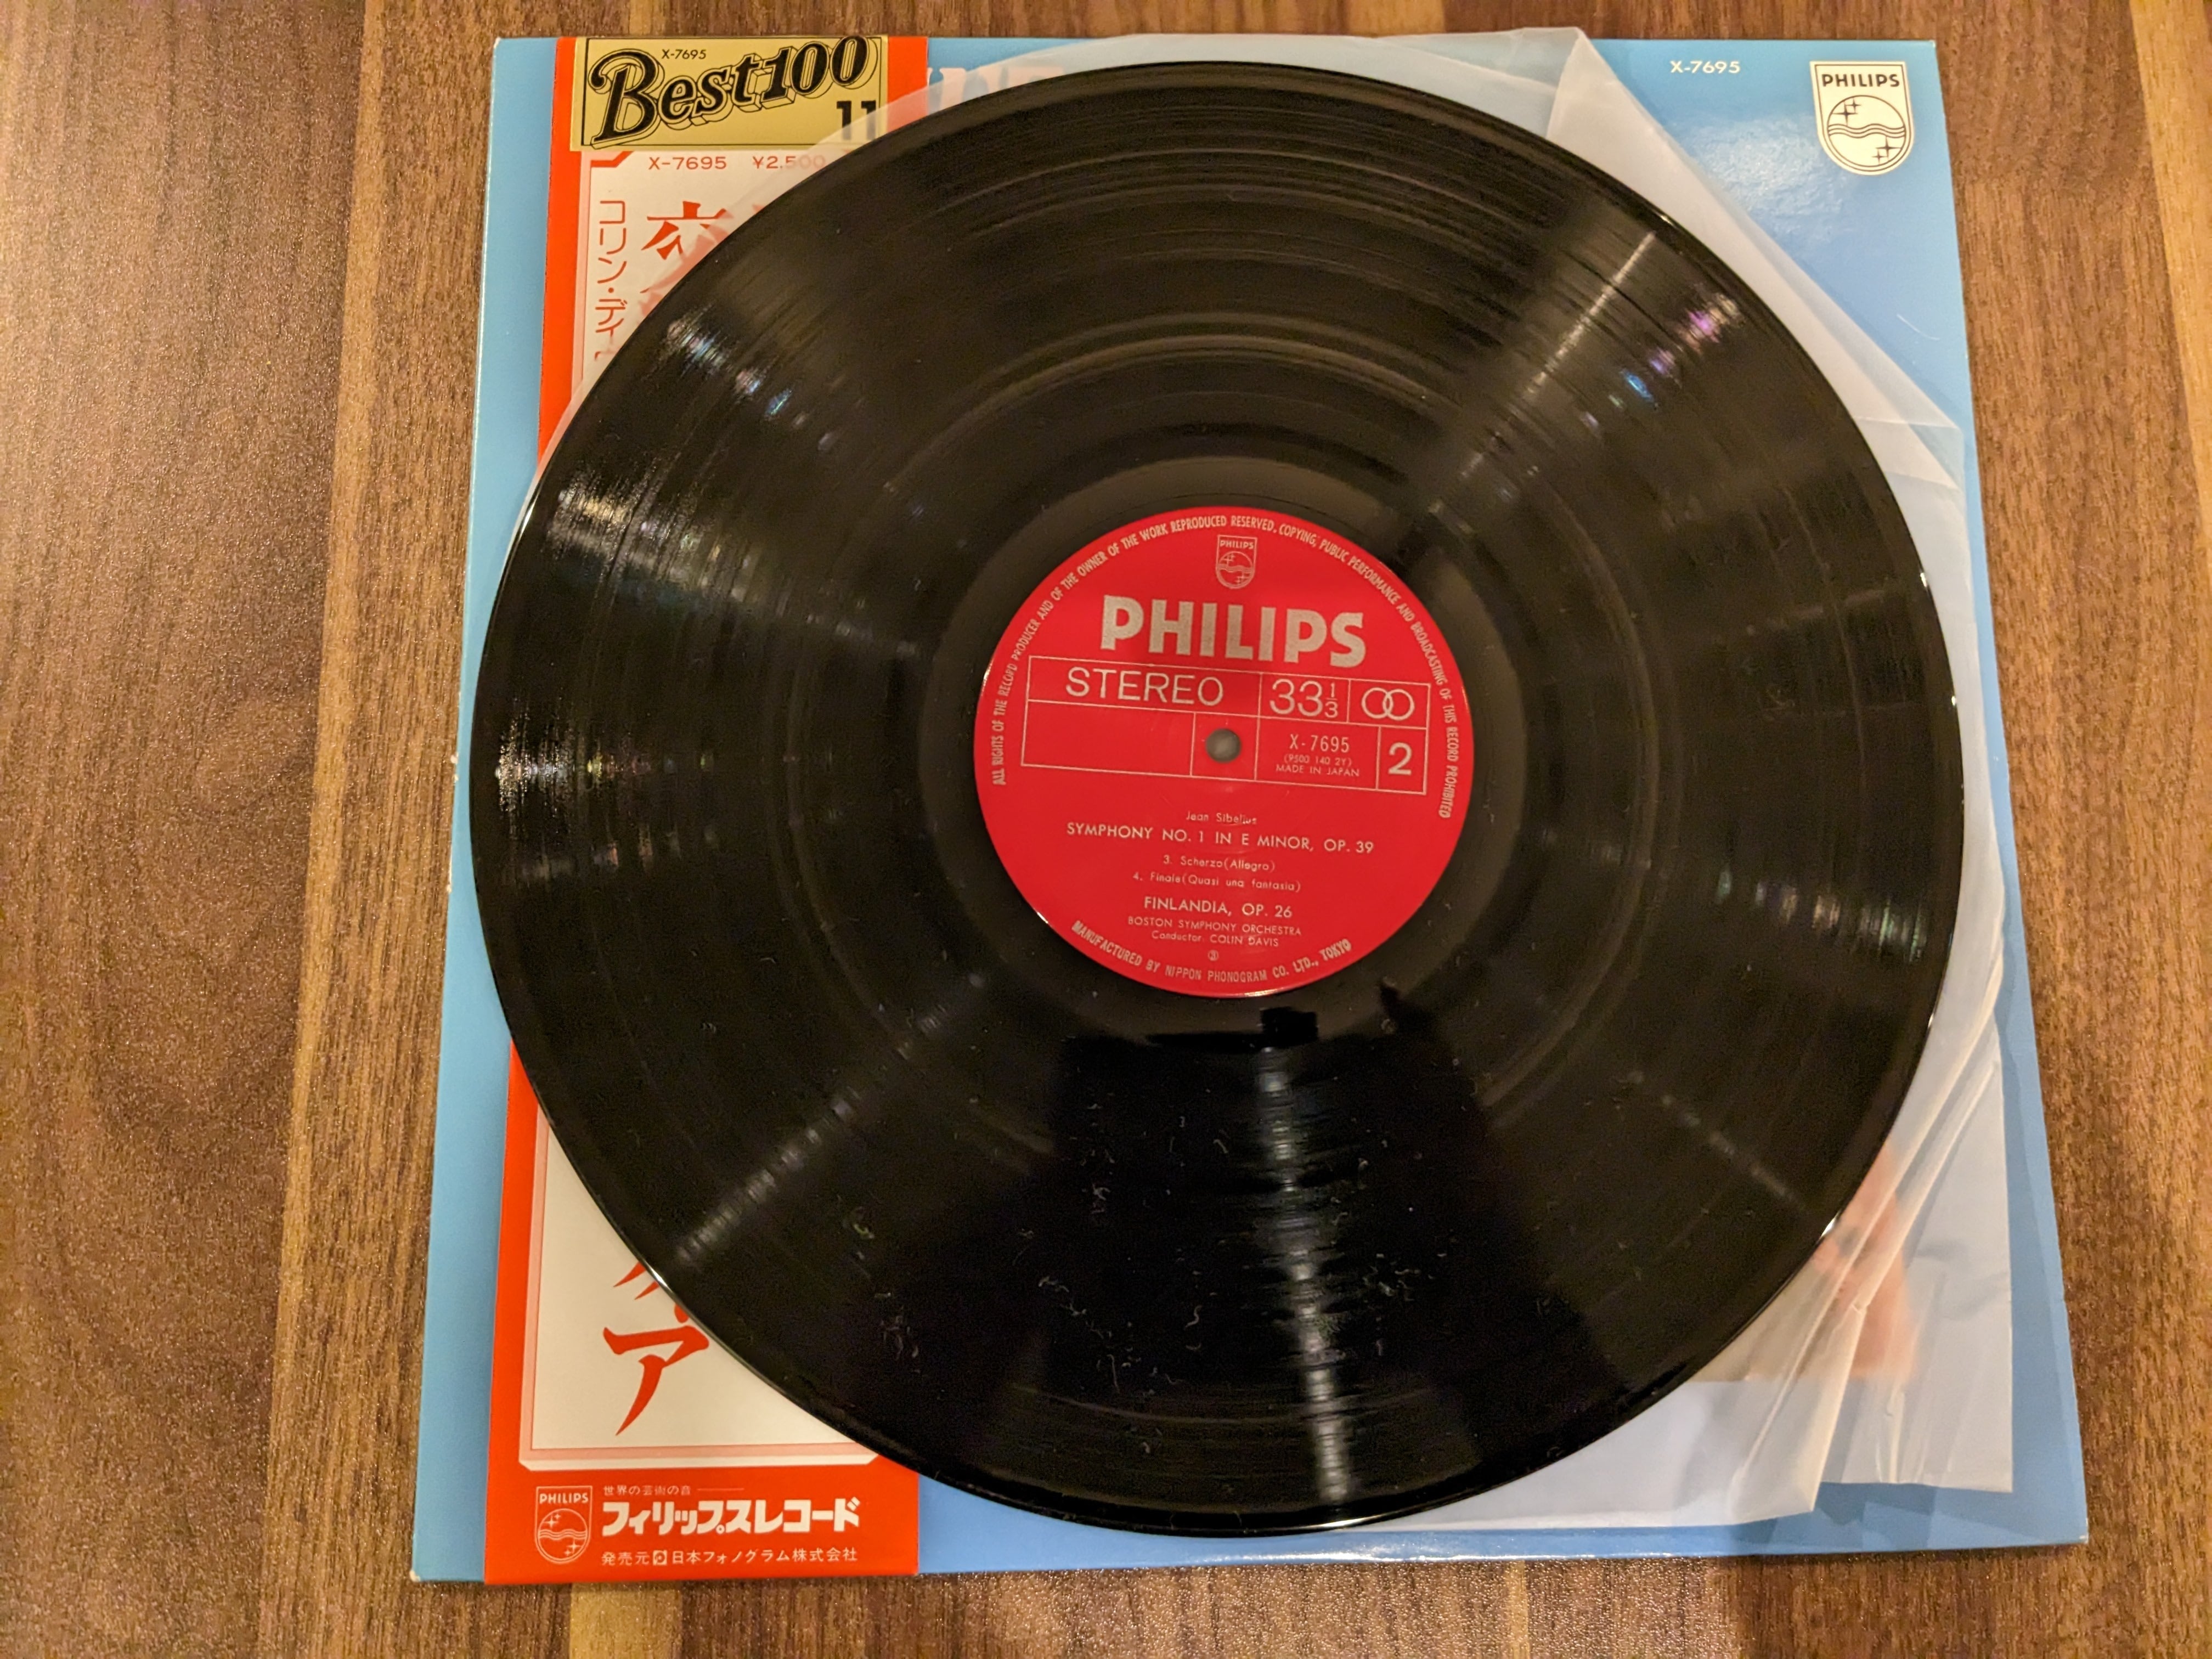 X-7695
Best100
11
X-7695 ¥2,500
コリン・ディ
ア
PHILIPS
世界の芸術の音
フィリップスレコード
発売元 日本フォノグラム株式会社
X-7695
PHILIPS
ALL RIGHTS OF THE RECORD PRODUCER AND OF THE OWNER OF THE WORK REPRODUCED RESERVED. COPYING, PUBLIC PERFORMANCE AND BROADCASTING OF THIS RECORD PROHIBITED
PHILIPS
PHILIPS
STEREO 33⅓
X-7695
(9500 140 2Y)
MADE IN JAPAN
2
Jean Sibelius
SYMPHONY NO. 1 IN E MINOR, OP. 39
3. Scherzo(Allegro)
4. Finale(Quasi una fantasia)
FINLANDIA, OP. 26
BOSTON SYMPHONY ORCHESTRA
Conductor: COLIN DAVIS
③
MANUFACTURED BY NIPPON PHONOGRAM CO. LTD., TOKYO